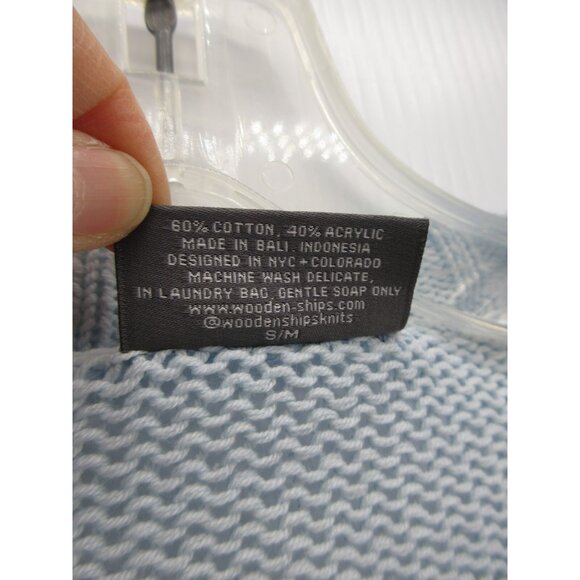 60% COTTON, 40% ACRYLIC
MADE IN BALI, INDONESIA
DESIGNED IN NYC + COLORADO
MACHINE WASH DELICATE,
IN LAUNDRY BAG, GENTLE SOAP ONLY
www.wooden-ships.com
@woodenshipsknits
S/M